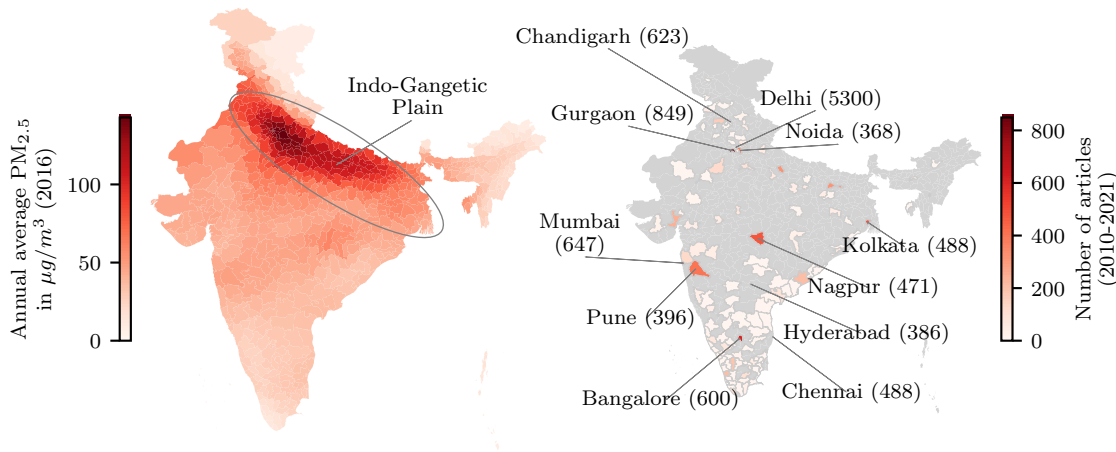 Annual average PM2.5
in μg/m³ (2016)
100
50
0
Indo-Gangetic
Plain
Chandigarh (623)
Delhi (5300)
Gurgaon (849)
Noida (368)
Mumbai
(647)
Kolkata (488)
Nagpur (471)
Pune (396)
Hyderabad (386)
Bangalore (600)
Chennai (488)
800
600
400
200
0
Number of articles
(2010-2021)